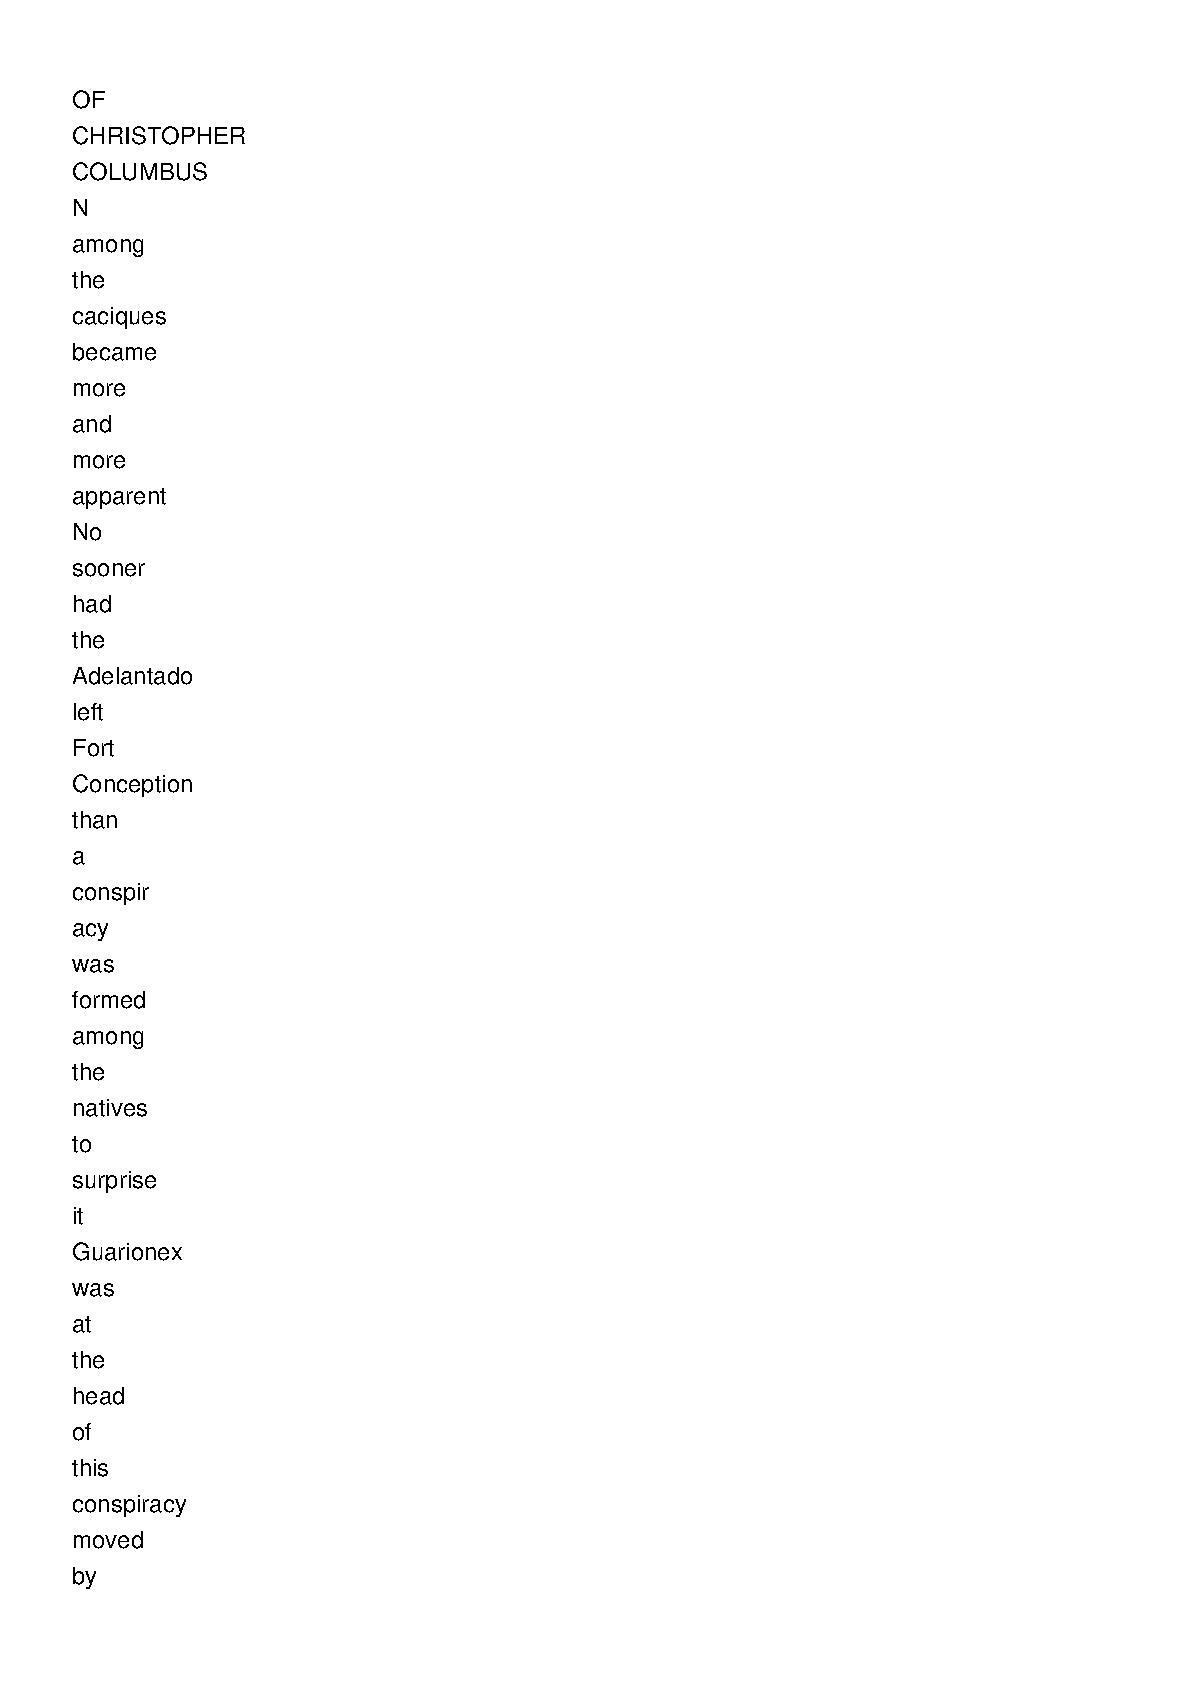 OF
CHRISTOPHER
COLUMBUS
N
among
the
caciques
became
more
and
more
apparent
No
sooner
had
the
Adelantado
left
Fort
Conception
than
a
conspir
acy
was
formed
among
the
natives
to
surprise
it
Guarionex
was
at
the
head
of
this
conspiracy
moved
by